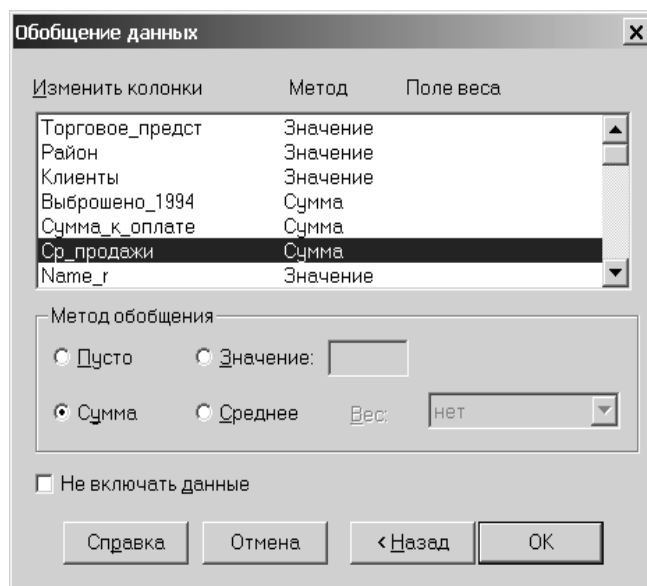 Обобщение данных
Изменить колонки Метод Поле веса
Торговое_предст Значение
Район Значение
Клиенты Значение
Выброшено_1994 Сумма
Сумма_к_оплате Сумма
Ср_продажи Сумма
Name_r Значение
Метод обобщения
Пусто Значение:
Сумма Среднее Вес: нет
Не включать данные
Справка Отмена < Назад OK